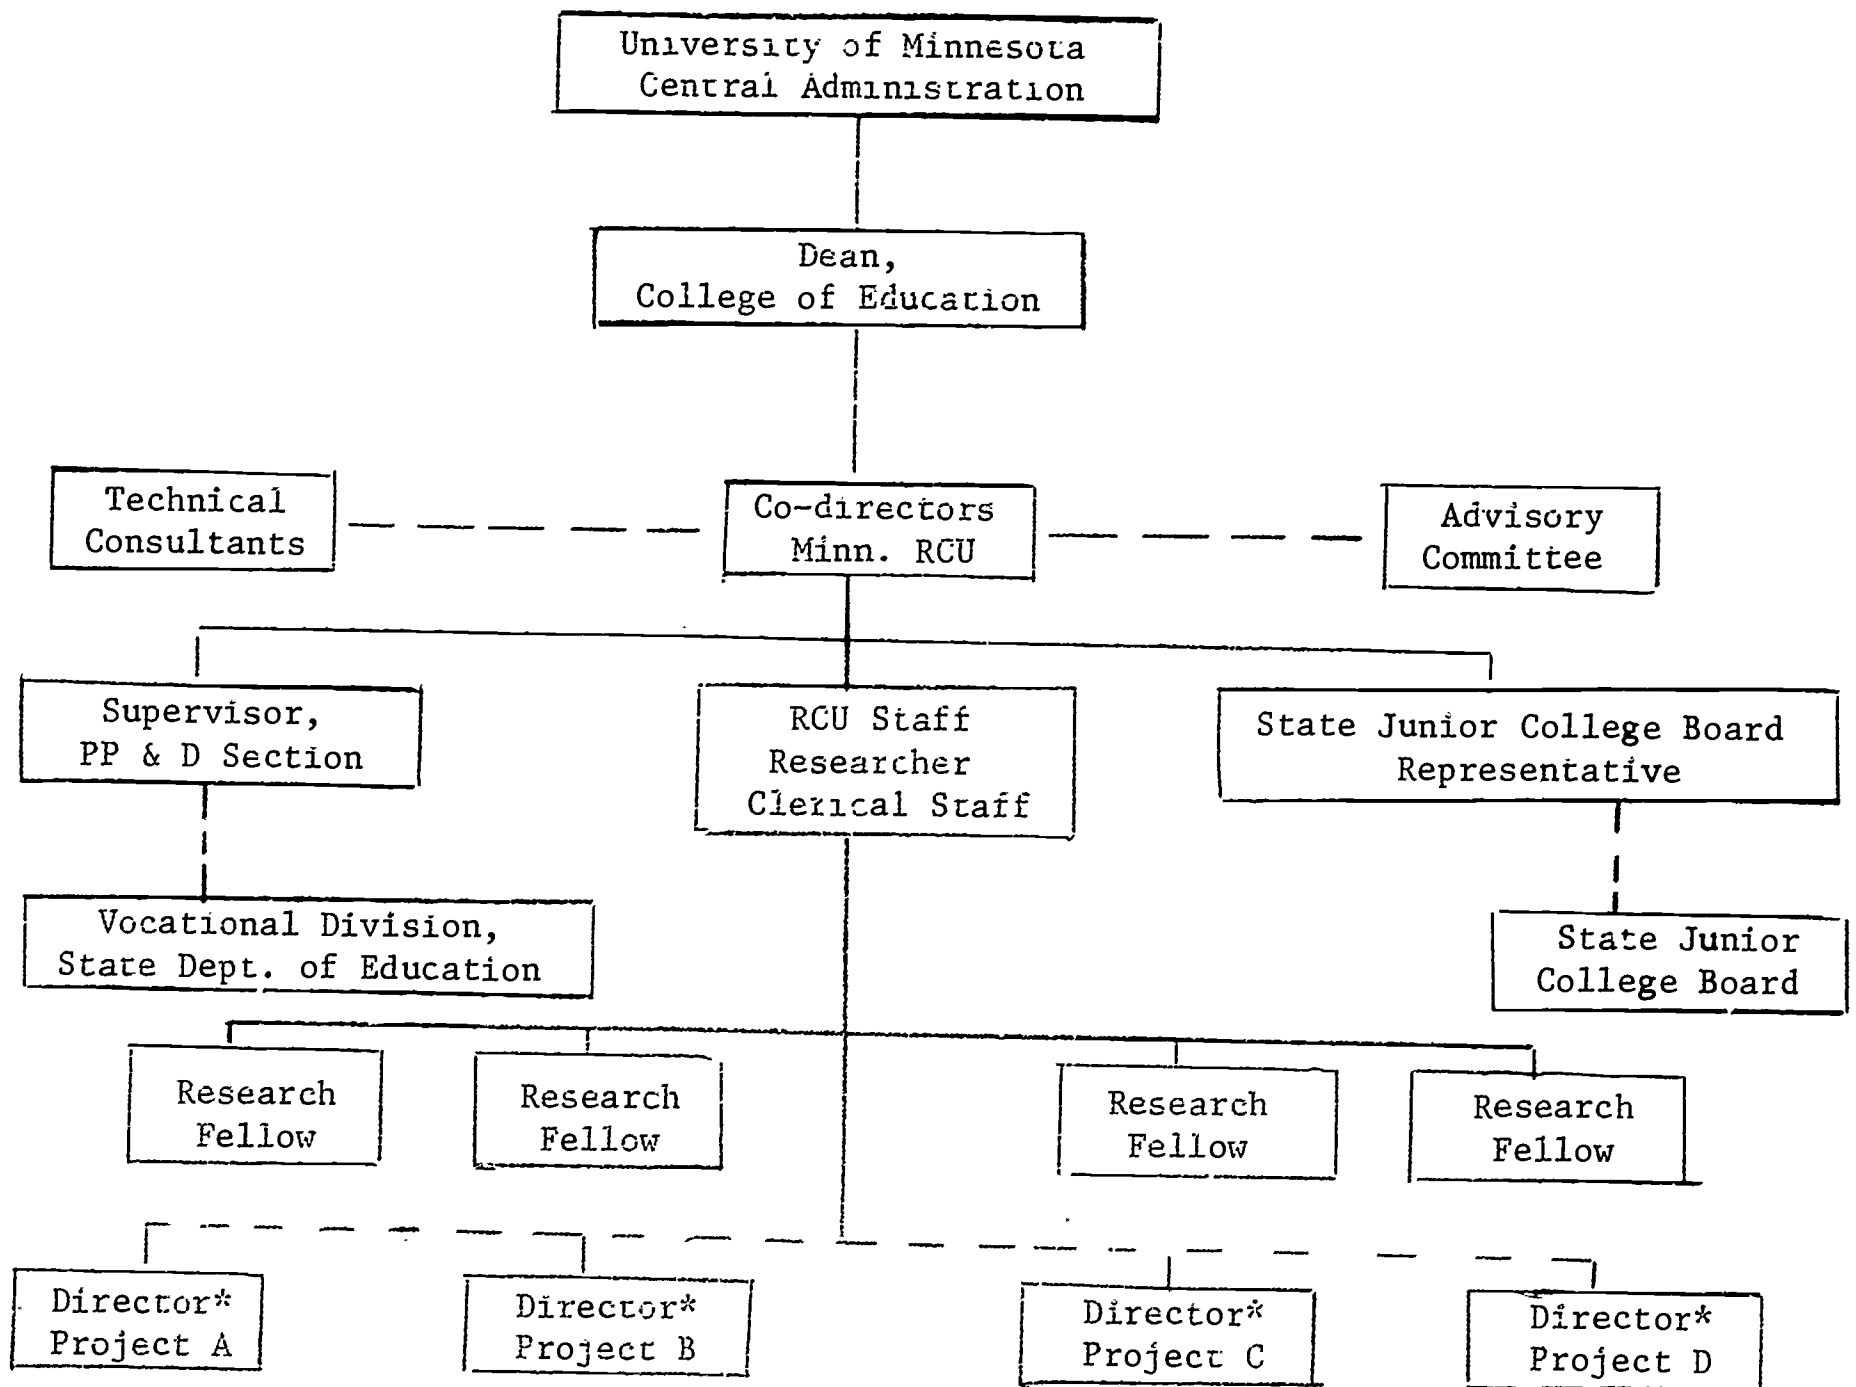 University of Minnesota
Central Administration
Dean,
College of Education
Technical
Consultants
Co-directors
Minn. RCU
Advisory
Committee
Supervisor,
PP & D Section
RCU Staff
Researcher
Clerical Staff
State Junior College Board
Representative
Vocational Division,
State Dept. of Education
State Junior
College Board
Research
Fellow
Research
Fellow
Research
Fellow
Research
Fellow
Director*
Project A
Director*
Project B
Director*
Project C
Director*
Project D